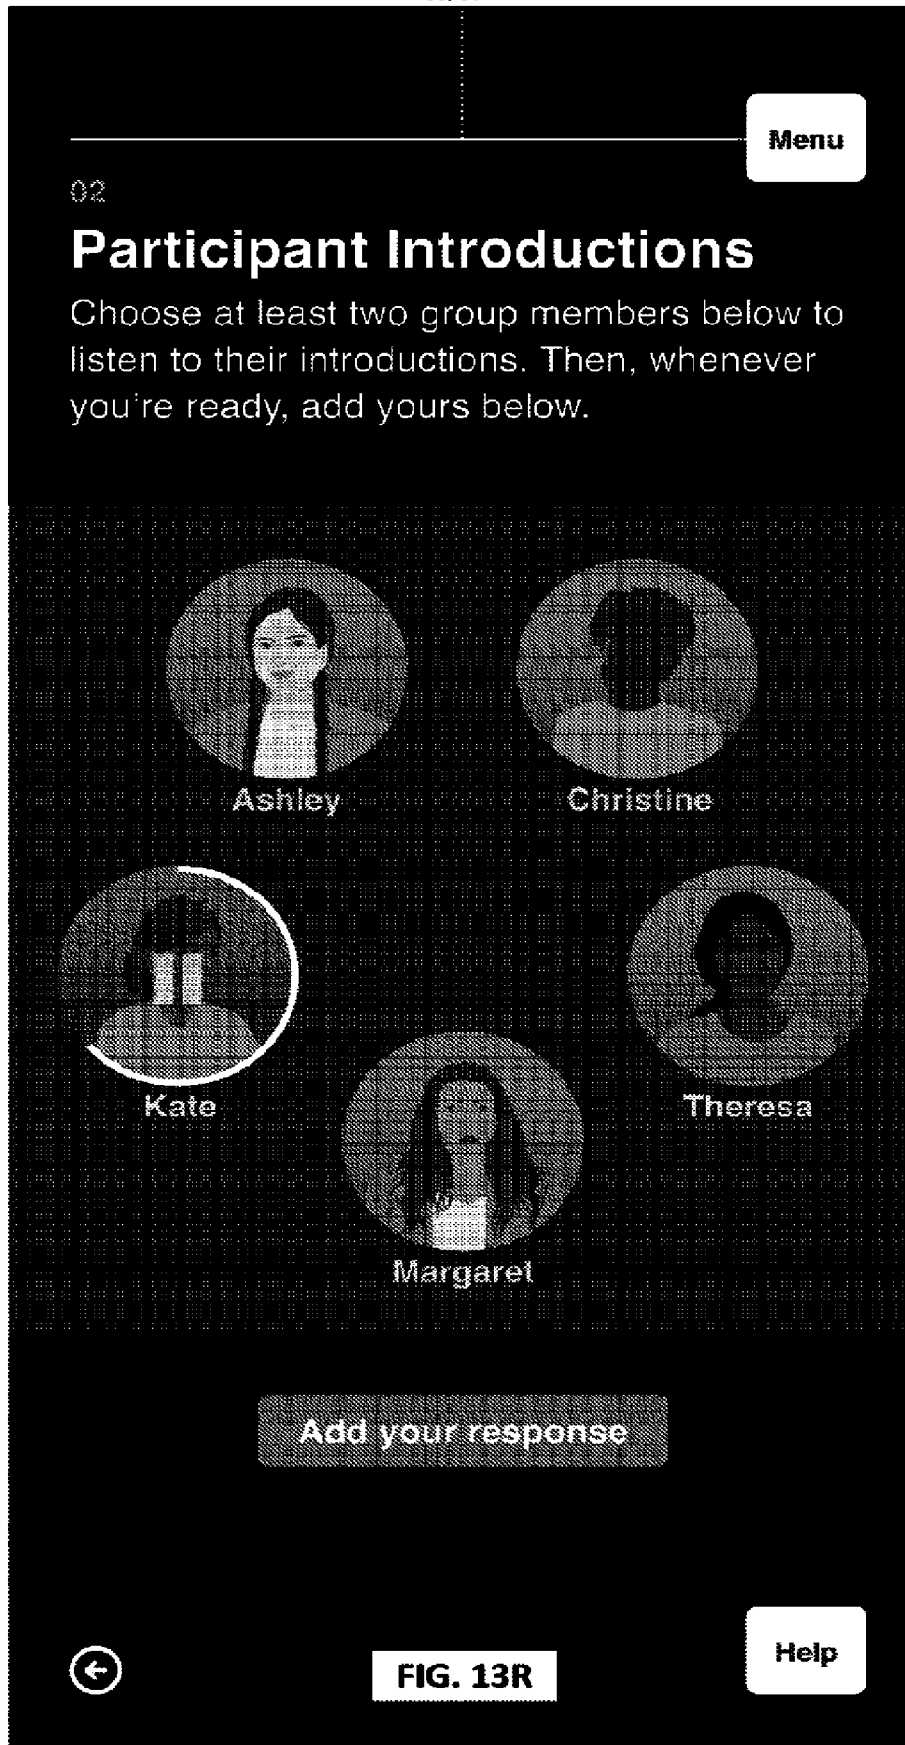 Menu
02
Participant Introductions
Choose at least two group members below to
listen to their introductions. Then, whenever
you're ready, add yours below.
Ashley
Christine
Kate
Theresa
Margaret
Add your response
Help
FIG. 13R